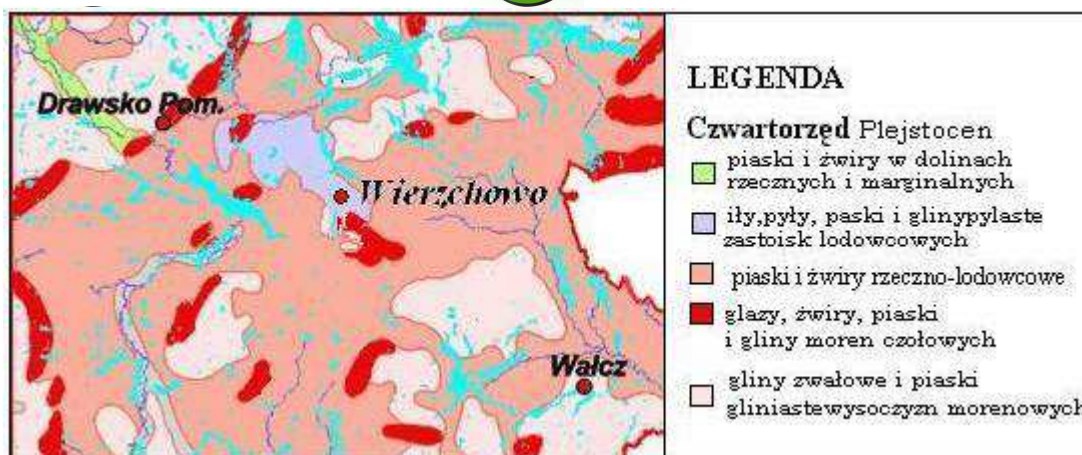 Drawsko Pom.
Wierzchowo
Wałcz
LEGENDA
Czwartorzęd Plejstocen
piaski i żwiry w dolinach
rzecznych i marginalnych
iły,pyły, paski i glinypylaste
zastoisk lodowcowych
piaski i żwiry rzeczno-lodowcowe
głazy, żwiry, piaski
i gliny moren czołowych
gliny zwałowe i piaski
gliniastewysoczyzn morenowych